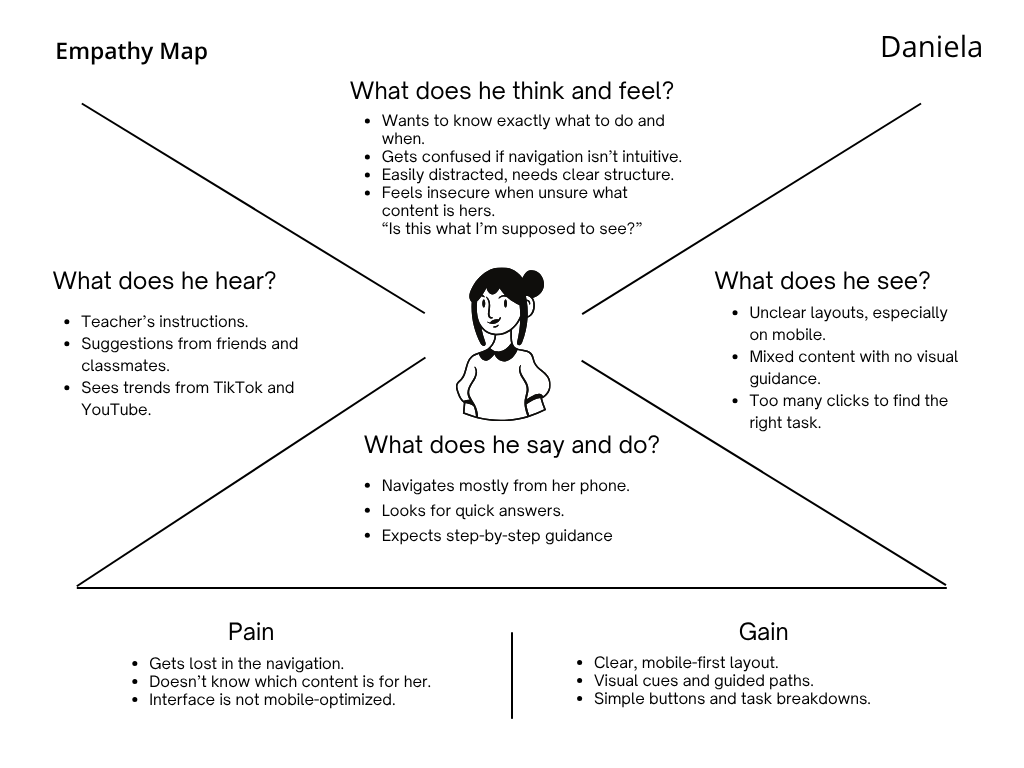 Empathy Map
Daniela
What does he think and feel?
• Wants to know exactly what to do and
when.
• Gets confused if navigation isn’t intuitive.
• Easily distracted, needs clear structure.
• Feels insecure when unsure what
content is hers.
“Is this what I’m supposed to see?”
What does he hear?
• Teacher’s instructions.
• Suggestions from friends and
classmates.
• Sees trends from TikTok and
YouTube.
What does he see?
• Unclear layouts, especially
on mobile.
• Mixed content with no visual
guidance.
• Too many clicks to find the
right task.
What does he say and do?
• Navigates mostly from her phone.
• Looks for quick answers.
• Expects step-by-step guidance
Pain
• Gets lost in the navigation.
• Doesn’t know which content is for her.
• Interface is not mobile-optimized.
Gain
• Clear, mobile-first layout.
• Visual cues and guided paths.
• Simple buttons and task breakdowns.